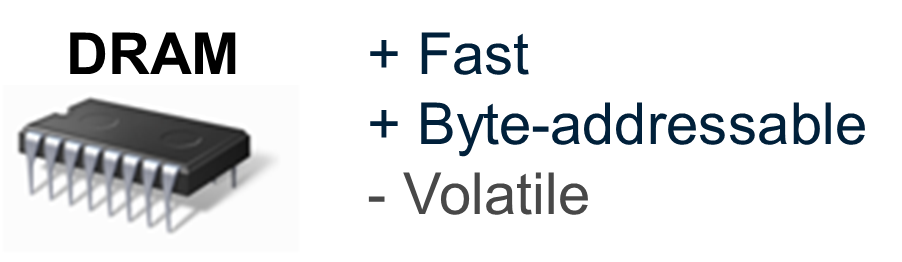 DRAM
+ Fast
+ Byte-addressable
- Volatile